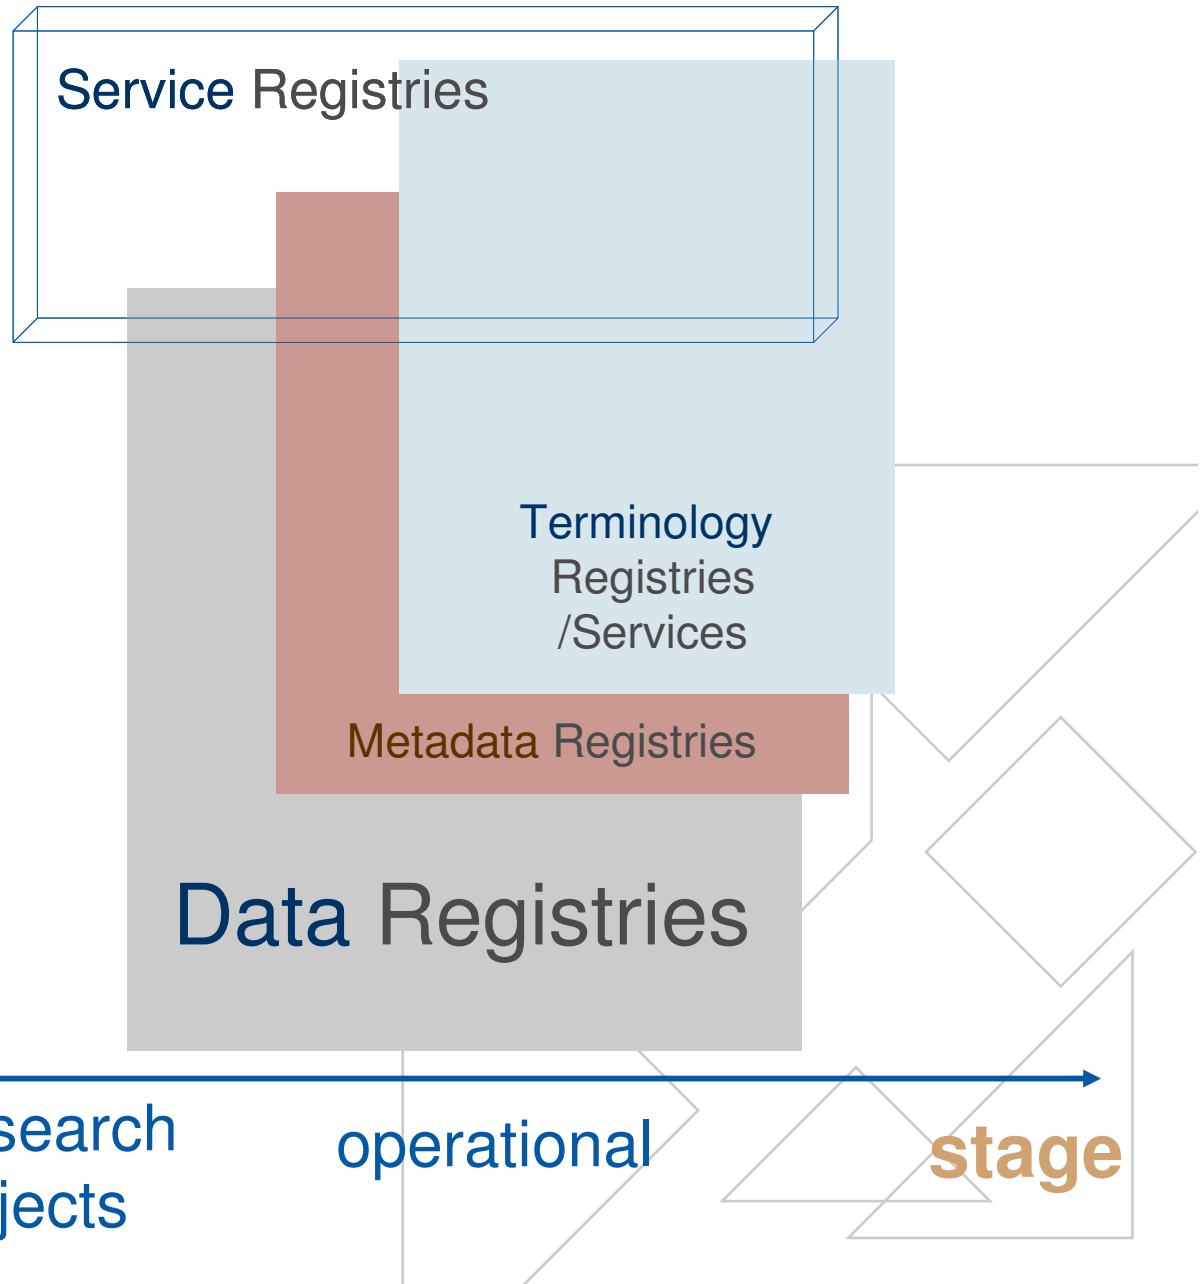 Service Registries
Terminology
Registries
/Services
Metadata Registries
Data Registries
search
jects
operational
stage